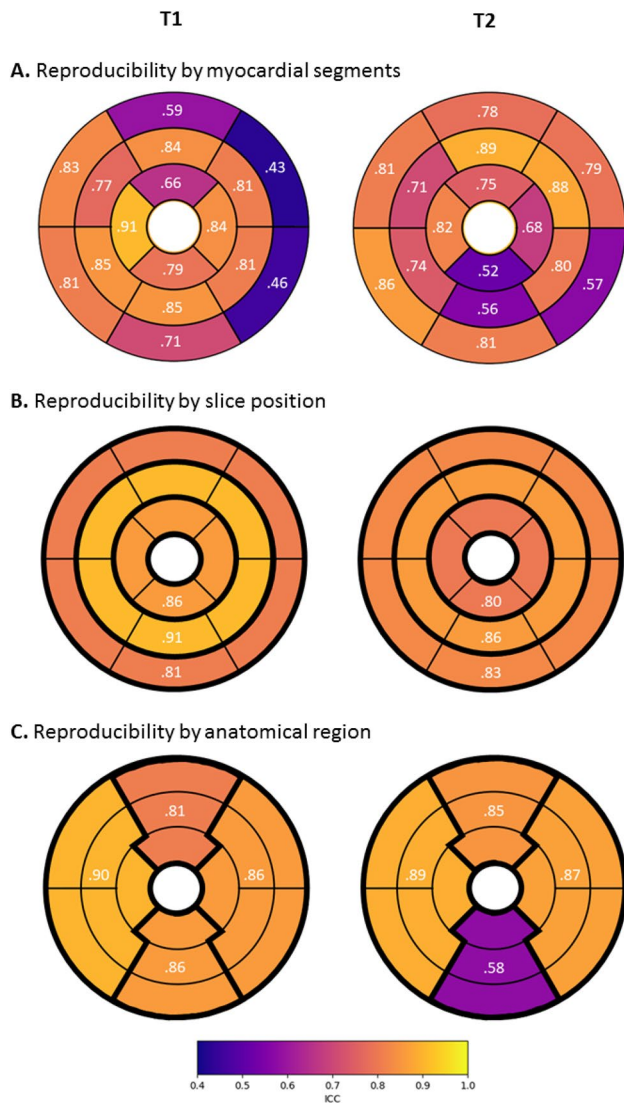 T1 T2
A. Reproducibility by myocardial segments
.59 .78
.84 .89
.83 .43 .81 .79
.77 .66 .81 .71 .75 .88
.91 .84 .82 .68
.81 .85 .79 .81 .46 .86 .74 .52 .80 .57
.85 .56
.71 .81
B. Reproducibility by slice position
.86 .80
.91 .86
.81 .83
C. Reproducibility by anatomical region
.81 .85
.90 .86 .89 .87
.86 .58
0.4 0.5 0.6 0.7 0.8 0.9 1.0
ICC